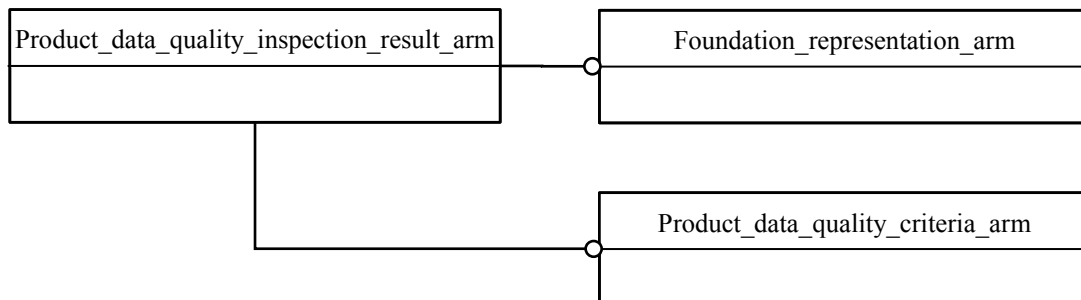 Product_data_quality_inspection_result_arm
Foundation_representation_arm
Product_data_quality_criteria_arm